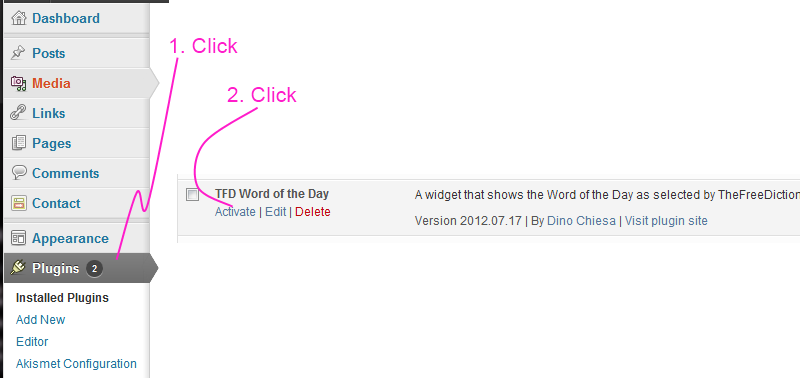 Dashboard
Posts
Media
Links
Pages
Comments
Contact
Appearance
Plugins 2
Installed Plugins
Add New
Editor
Akismet Configuration
1. Click
2. Click
TFD Word of the Day
Activate | Edit | Delete
A widget that shows the Word of the Day as selected by TheFreeDiction
Version 2012.07.17 | By Dino Chiesa | Visit plugin site